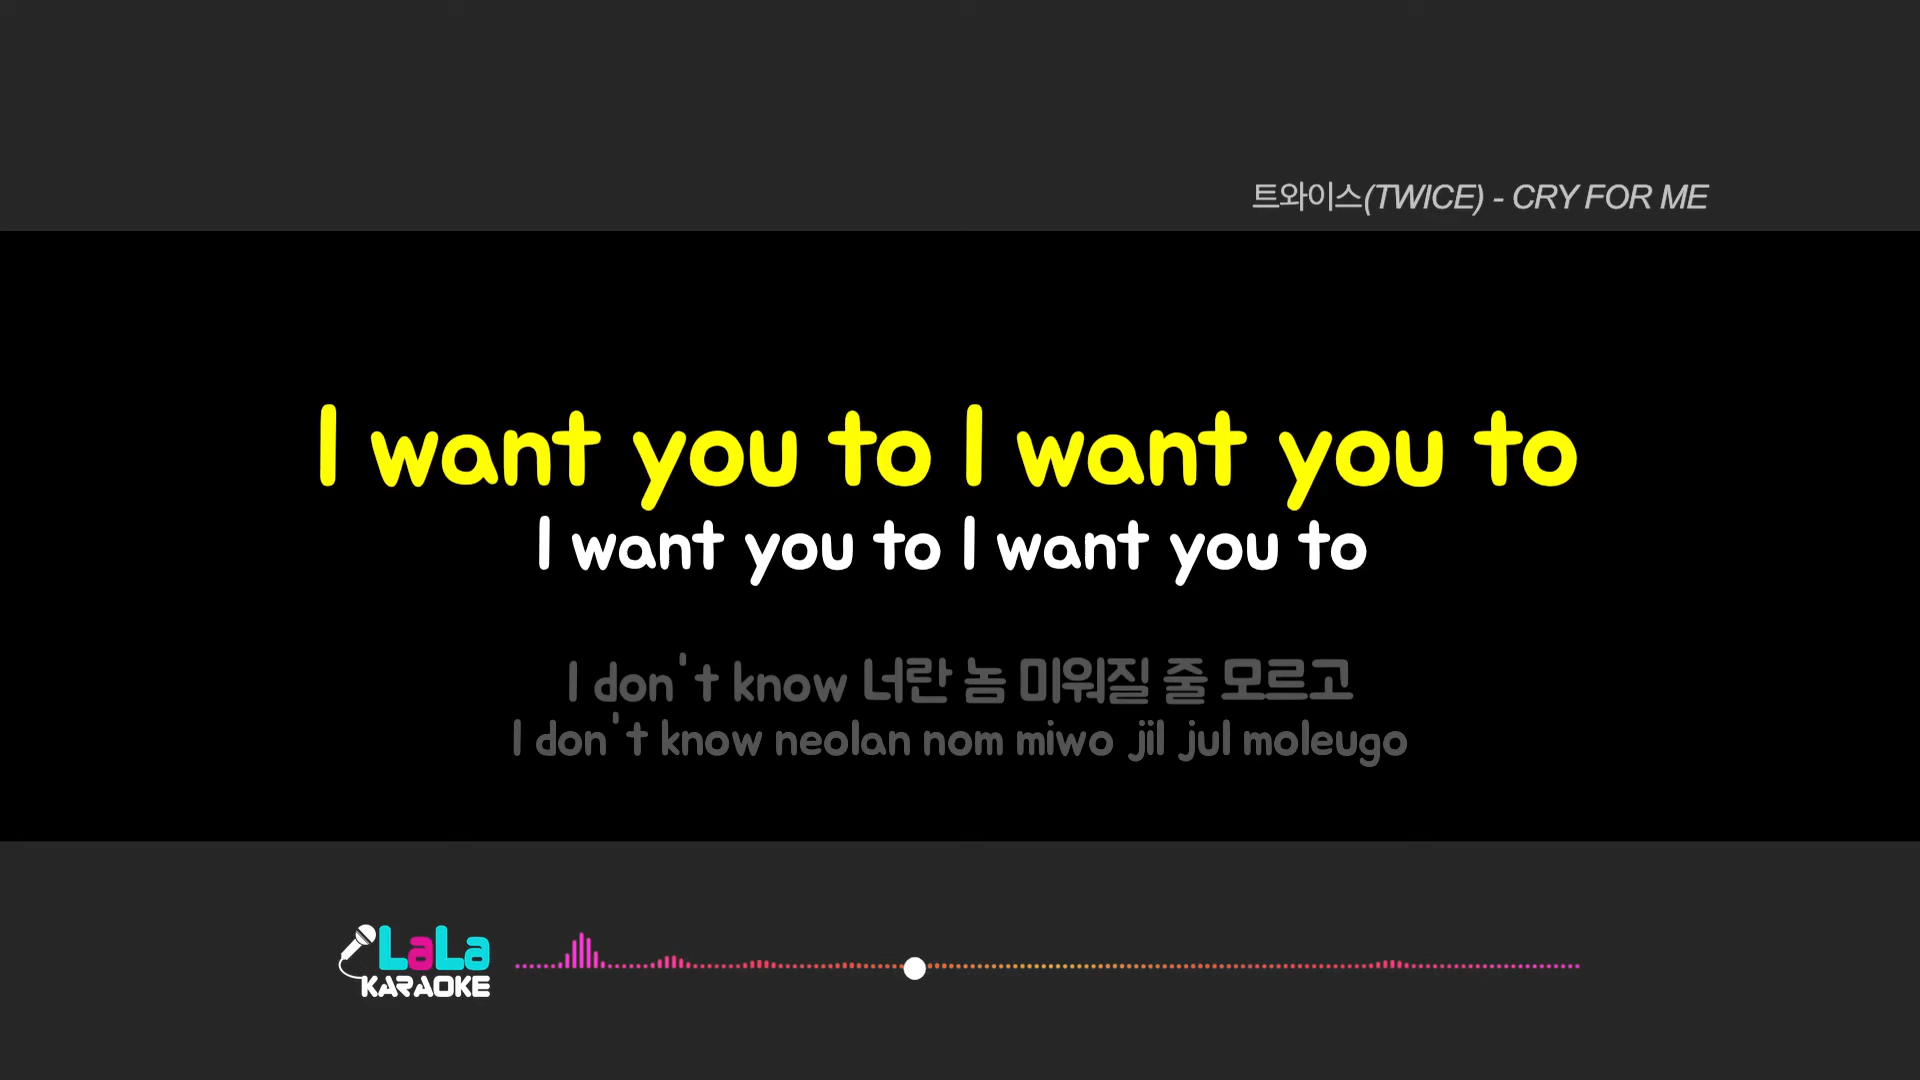 트와이스(TWICE) - CRY FOR ME
I want you to I want you to
I want you to I want you to
I don't know 너란 놈 미워질 줄 모르고
I don't know neolan nom miwo jil jul moleugo
LaLa
KARAOKE